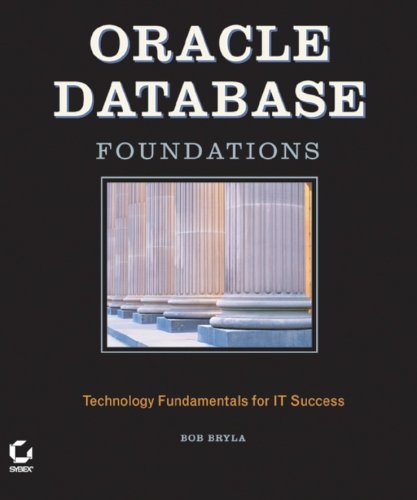 ORACLE
DATABASE
FOUNDATIONS
Technology Fundamentals for IT Success
BOB BRYLA
SYBEX®